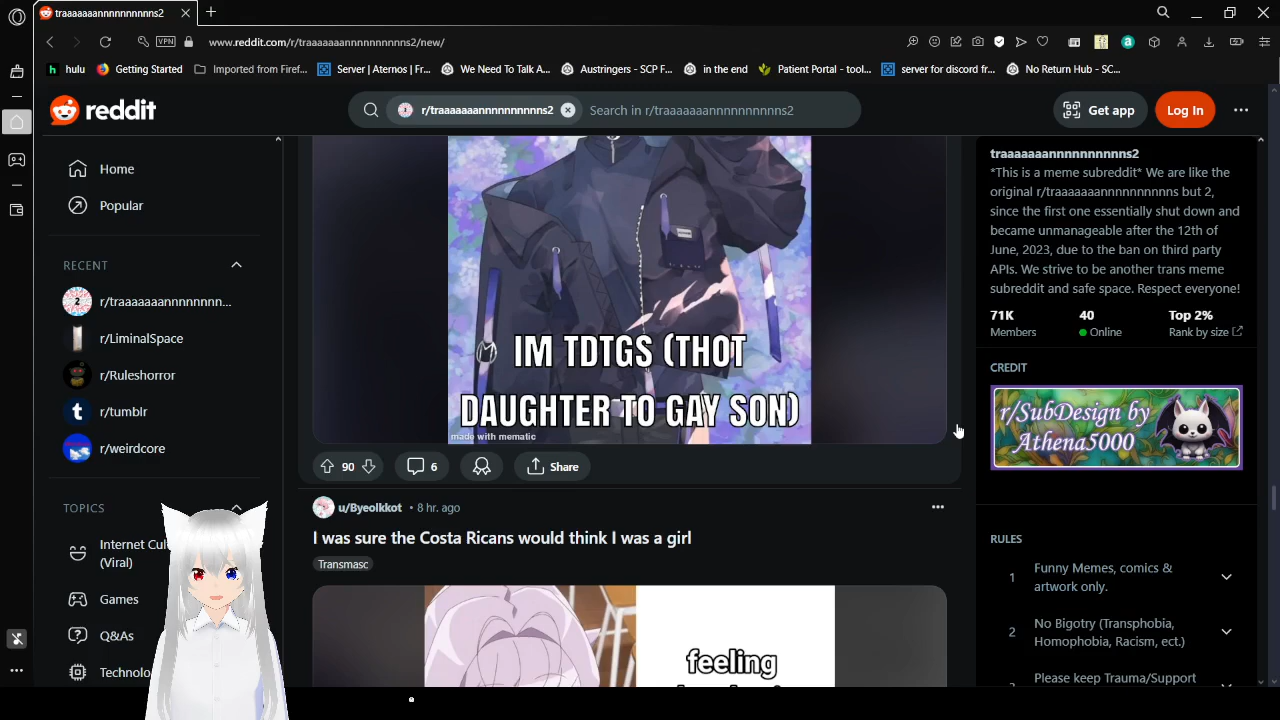 traaaaaaannnnnnnnnns2
VPN
www.reddit.com/r/traaaaaaannnnnnnnnns2/new/
hulu
Getting Started
Imported from Firef...
Server | Aternos | Fr...
We Need To Talk A...
Austringers - SCP F...
in the end
Patient Portal - tool...
server for discord fr...
No Return Hub - SC...
reddit
r/traaaaaaannnnnnnnnns2
Search in r/traaaaaaannnnnnnnnns2
Get app
Log In
Home
Popular
RECENT
r/traaaaaaannnnnnnn...
r/LiminalSpace
r/Ruleshorror
r/tumblr
r/weirdcore
TOPICS
Internet Cul
(Viral)
Games
Q&As
Technolo
IM TDTGS (THOT
DAUGHTER TO GAY SON)
made with mematic
90
6
Share
u/Byeolkkot • 8 hr. ago
I was sure the Costa Ricans would think I was a girl
Transmasc
feeling
traaaaaaannnnnnnnnns2
*This is a meme subreddit* We are like the
original r/traaaaaaannnnnnnnnns but 2,
since the first one essentially shut down and
became unmanageable after the 12th of
June, 2023, due to the ban on third party
APIs. We strive to be another trans meme
subreddit and safe space. Respect everyone!
71K
Members
40
Online
Top 2%
Rank by size
CREDIT
r/SubDesign by
Athena5000
RULES
1
Funny Memes, comics &
artwork only.
2
No Bigotry (Transphobia,
Homophobia, Racism, ect.)
Please keep Trauma/Support